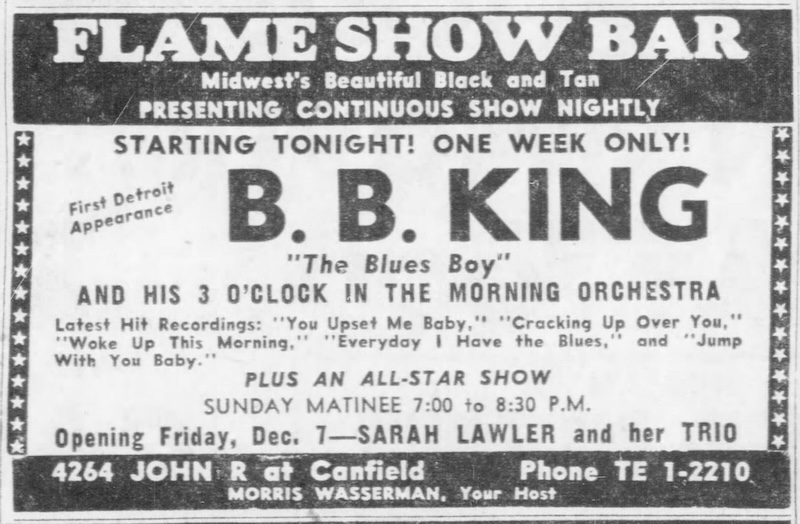 FLAME SHOW BAR
Midwest's Beautiful Black and Tan
PRESENTING CONTINUOUS SHOW NIGHTLY
STARTING TONIGHT! ONE WEEK ONLY!
First Detroit
Appearance
B. B. KING
"The Blues Boy"
AND HIS 3 O'CLOCK IN THE MORNING ORCHESTRA
Latest Hit Recordings: "You Upset Me Baby," "Cracking Up Over You,"
"Woke Up This Morning," "Everyday I Have the Blues," and "Jump
With You Baby."
PLUS AN ALL-STAR SHOW
SUNDAY MATINEE 7:00 to 8:30 P.M.
Opening Friday, Dec. 7—SARAH LAWLER and her TRIO
4264 JOHN R at Canfield Phone TE 1-2210
MORRIS WASSERMAN, Your Host